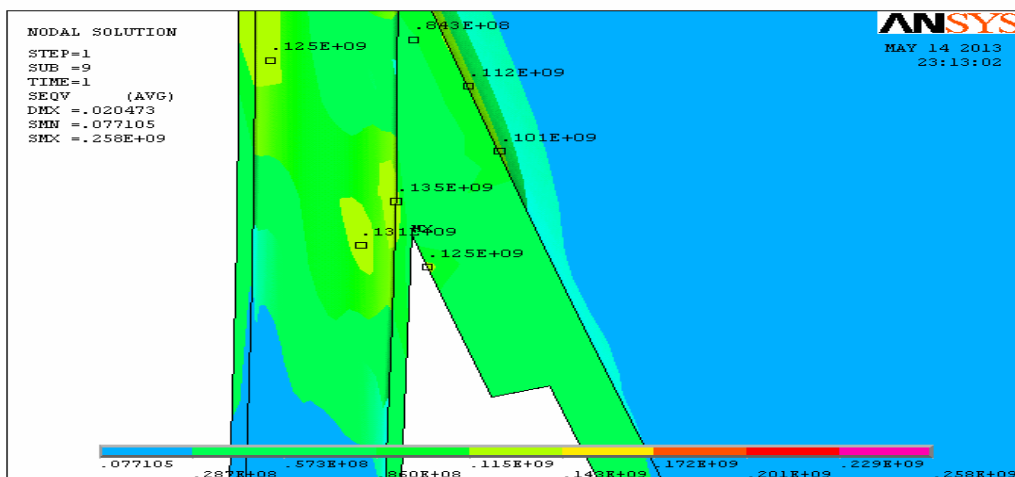 NODAL SOLUTION
ANSYS
STEP=1
SUB =9
TIME=1
SEQV (AVG)
DMX =.020473
SMN =.077105
SMX =.258E+09
MAY 14 2013
23:13:02
.843E+08
.125E+09
.112E+09
.101E+09
.135E+09
MX
.131E+09
.125E+09
.077105 .573E+08 .115E+09 .172E+09 .229E+09
.287E+08 .860E+08 .143E+09 .201E+09 .258E+09